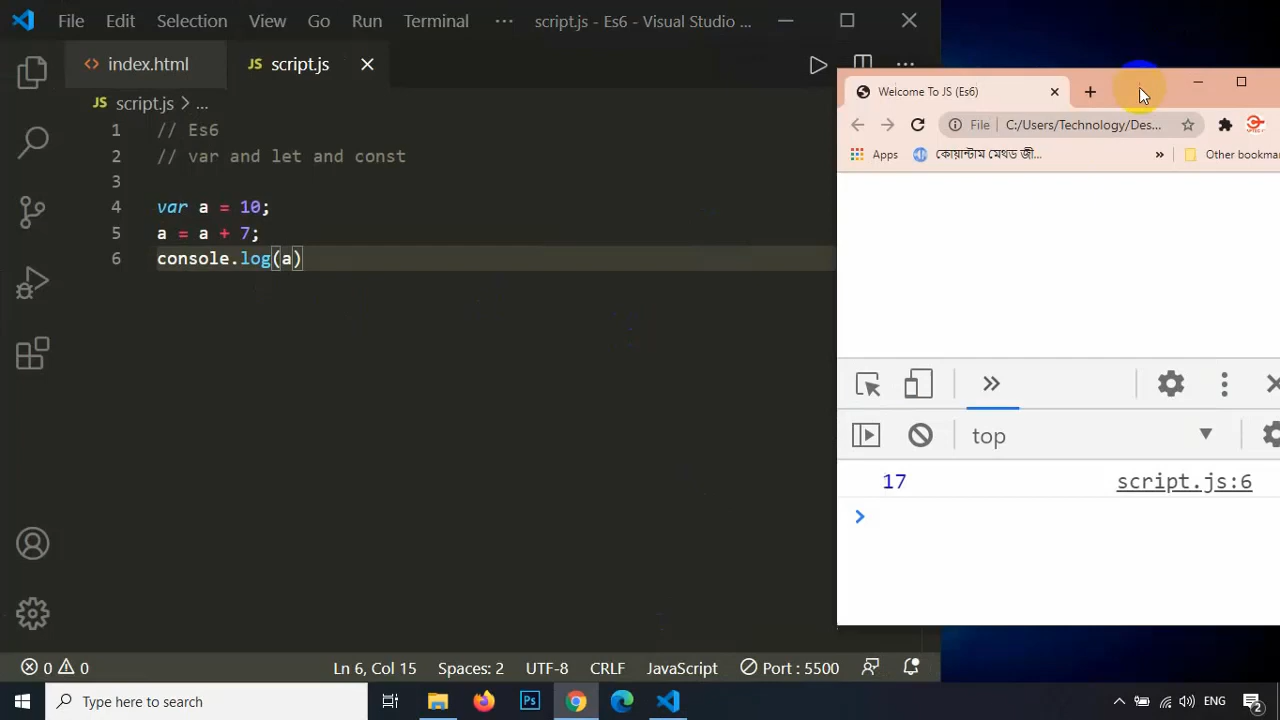 File Edit Selection View Go Run Terminal ··· script.js - Es6 - Visual Studio ...
<> index.html JS script.js
JS script.js > ...
1 // Es6
2 // var and let and const
3
4 var a = 10;
5 a = a + 7;
6 console.log(a)
Welcome To JS (Es6)
File C:/Users/Technology/Des...
Apps কোয়ান্টাম মেথড জী... » Other bookma
top
17 script.js:6
>
0 0 Ln 6, Col 15 Spaces: 2 UTF-8 CRLF JavaScript Port : 5500
Type here to search Ps ENG 2